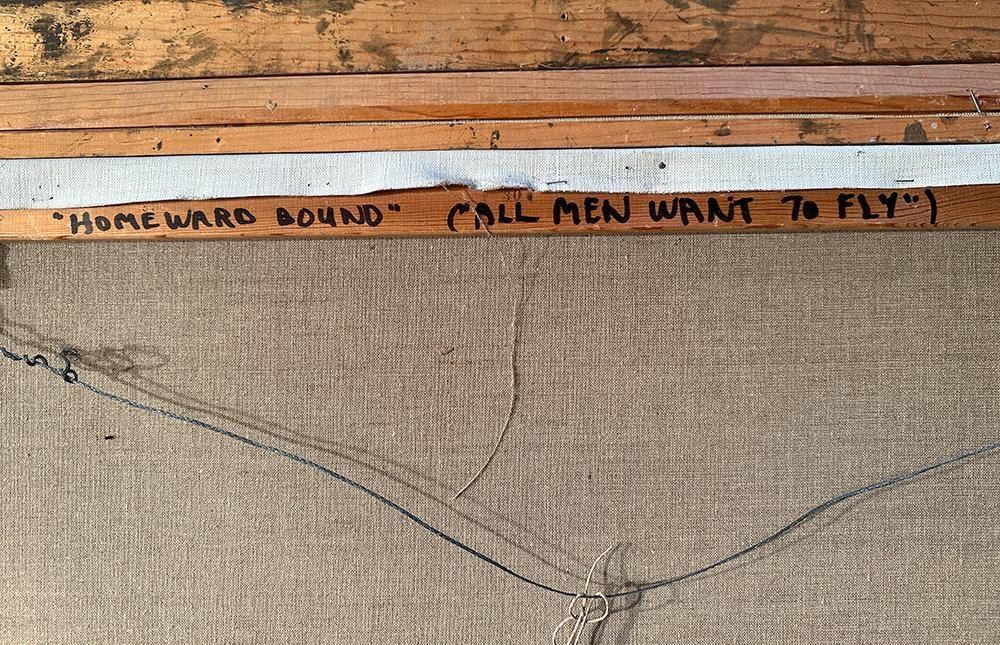 "HOMEWARD BOUND" ("ALL MEN WANT TO FLY")